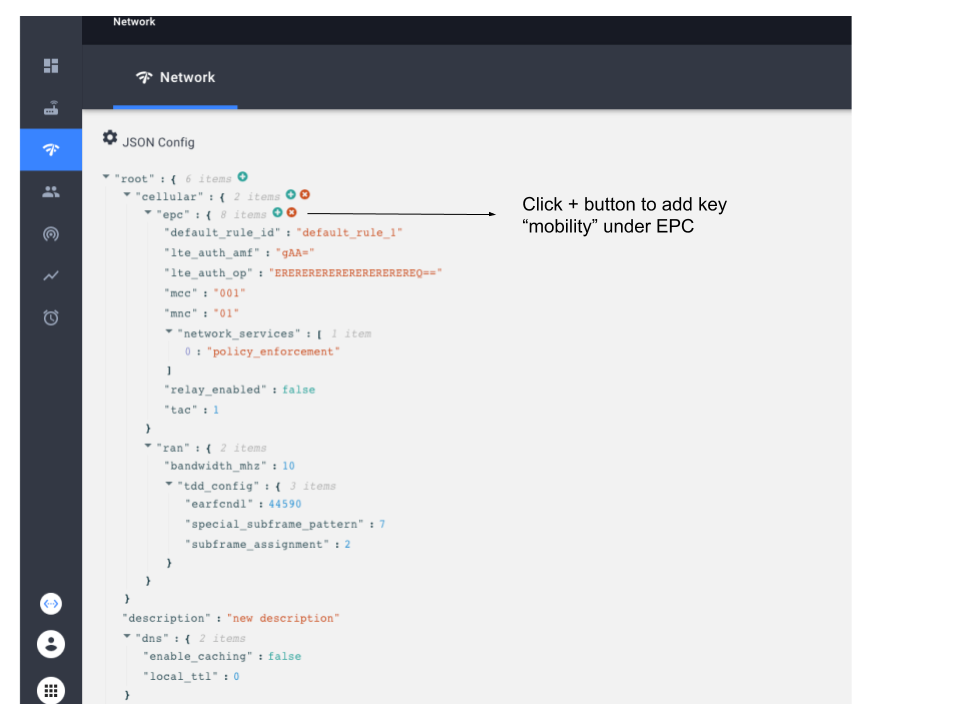 Network
Network
JSON Config
"root" : { 6 items
"cellular" : { 2 items
"epc" : { 8 items
Click + button to add key
“mobility” under EPC
"default_rule_id" : "default_rule_1"
"lte_auth_amf" : "gAA="
"lte_auth_op" : "EREREREREREREREREREREQ=="
"mcc" : "001"
"mnc" : "01"
"network_services" : [ 1 item
0 : "policy_enforcement"
]
"relay_enabled" : false
"tac" : 1
}
"ran" : { 2 items
"bandwidth_mhz" : 10
"tdd_config" : { 3 items
"earfcndl" : 44590
"special_subframe_pattern" : 7
"subframe_assignment" : 2
}
}
}
"description" : "new description"
"dns" : { 2 items
"enable_caching" : false
"local_ttl" : 0
}